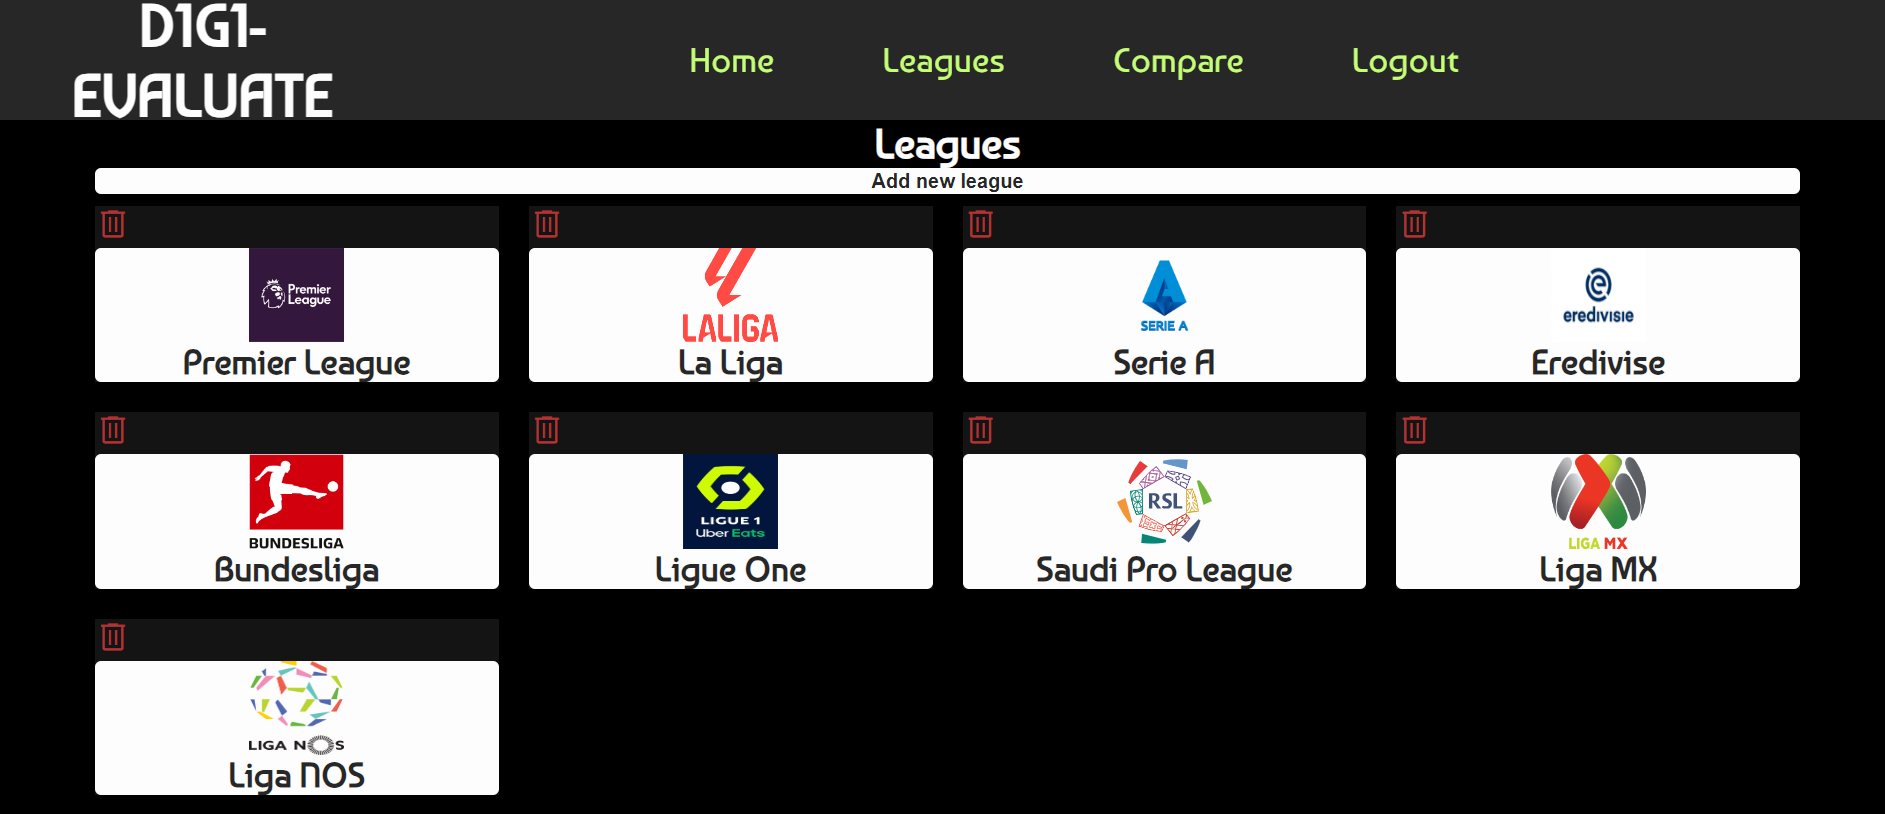 D1G1-
EVALUATE
Home
Leagues
Compare
Logout
Leagues
Add new league
Premier
League
Premier League
LALIGA
La Liga
SERIE A
Serie A
eredivisie
Eredivise
BUNDESLIGA
Bundesliga
LIGUE 1
Uber Eats
Ligue One
RSL
Saudi Pro League
LIGA MX
Liga MX
LIGA NOS
Liga NOS